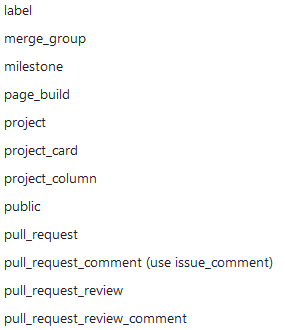 label
merge_group
milestone
page_build
project
project_card
project_column
public
pull_request
pull_request_comment (use issue_comment)
pull_request_review
pull_request_review_comment